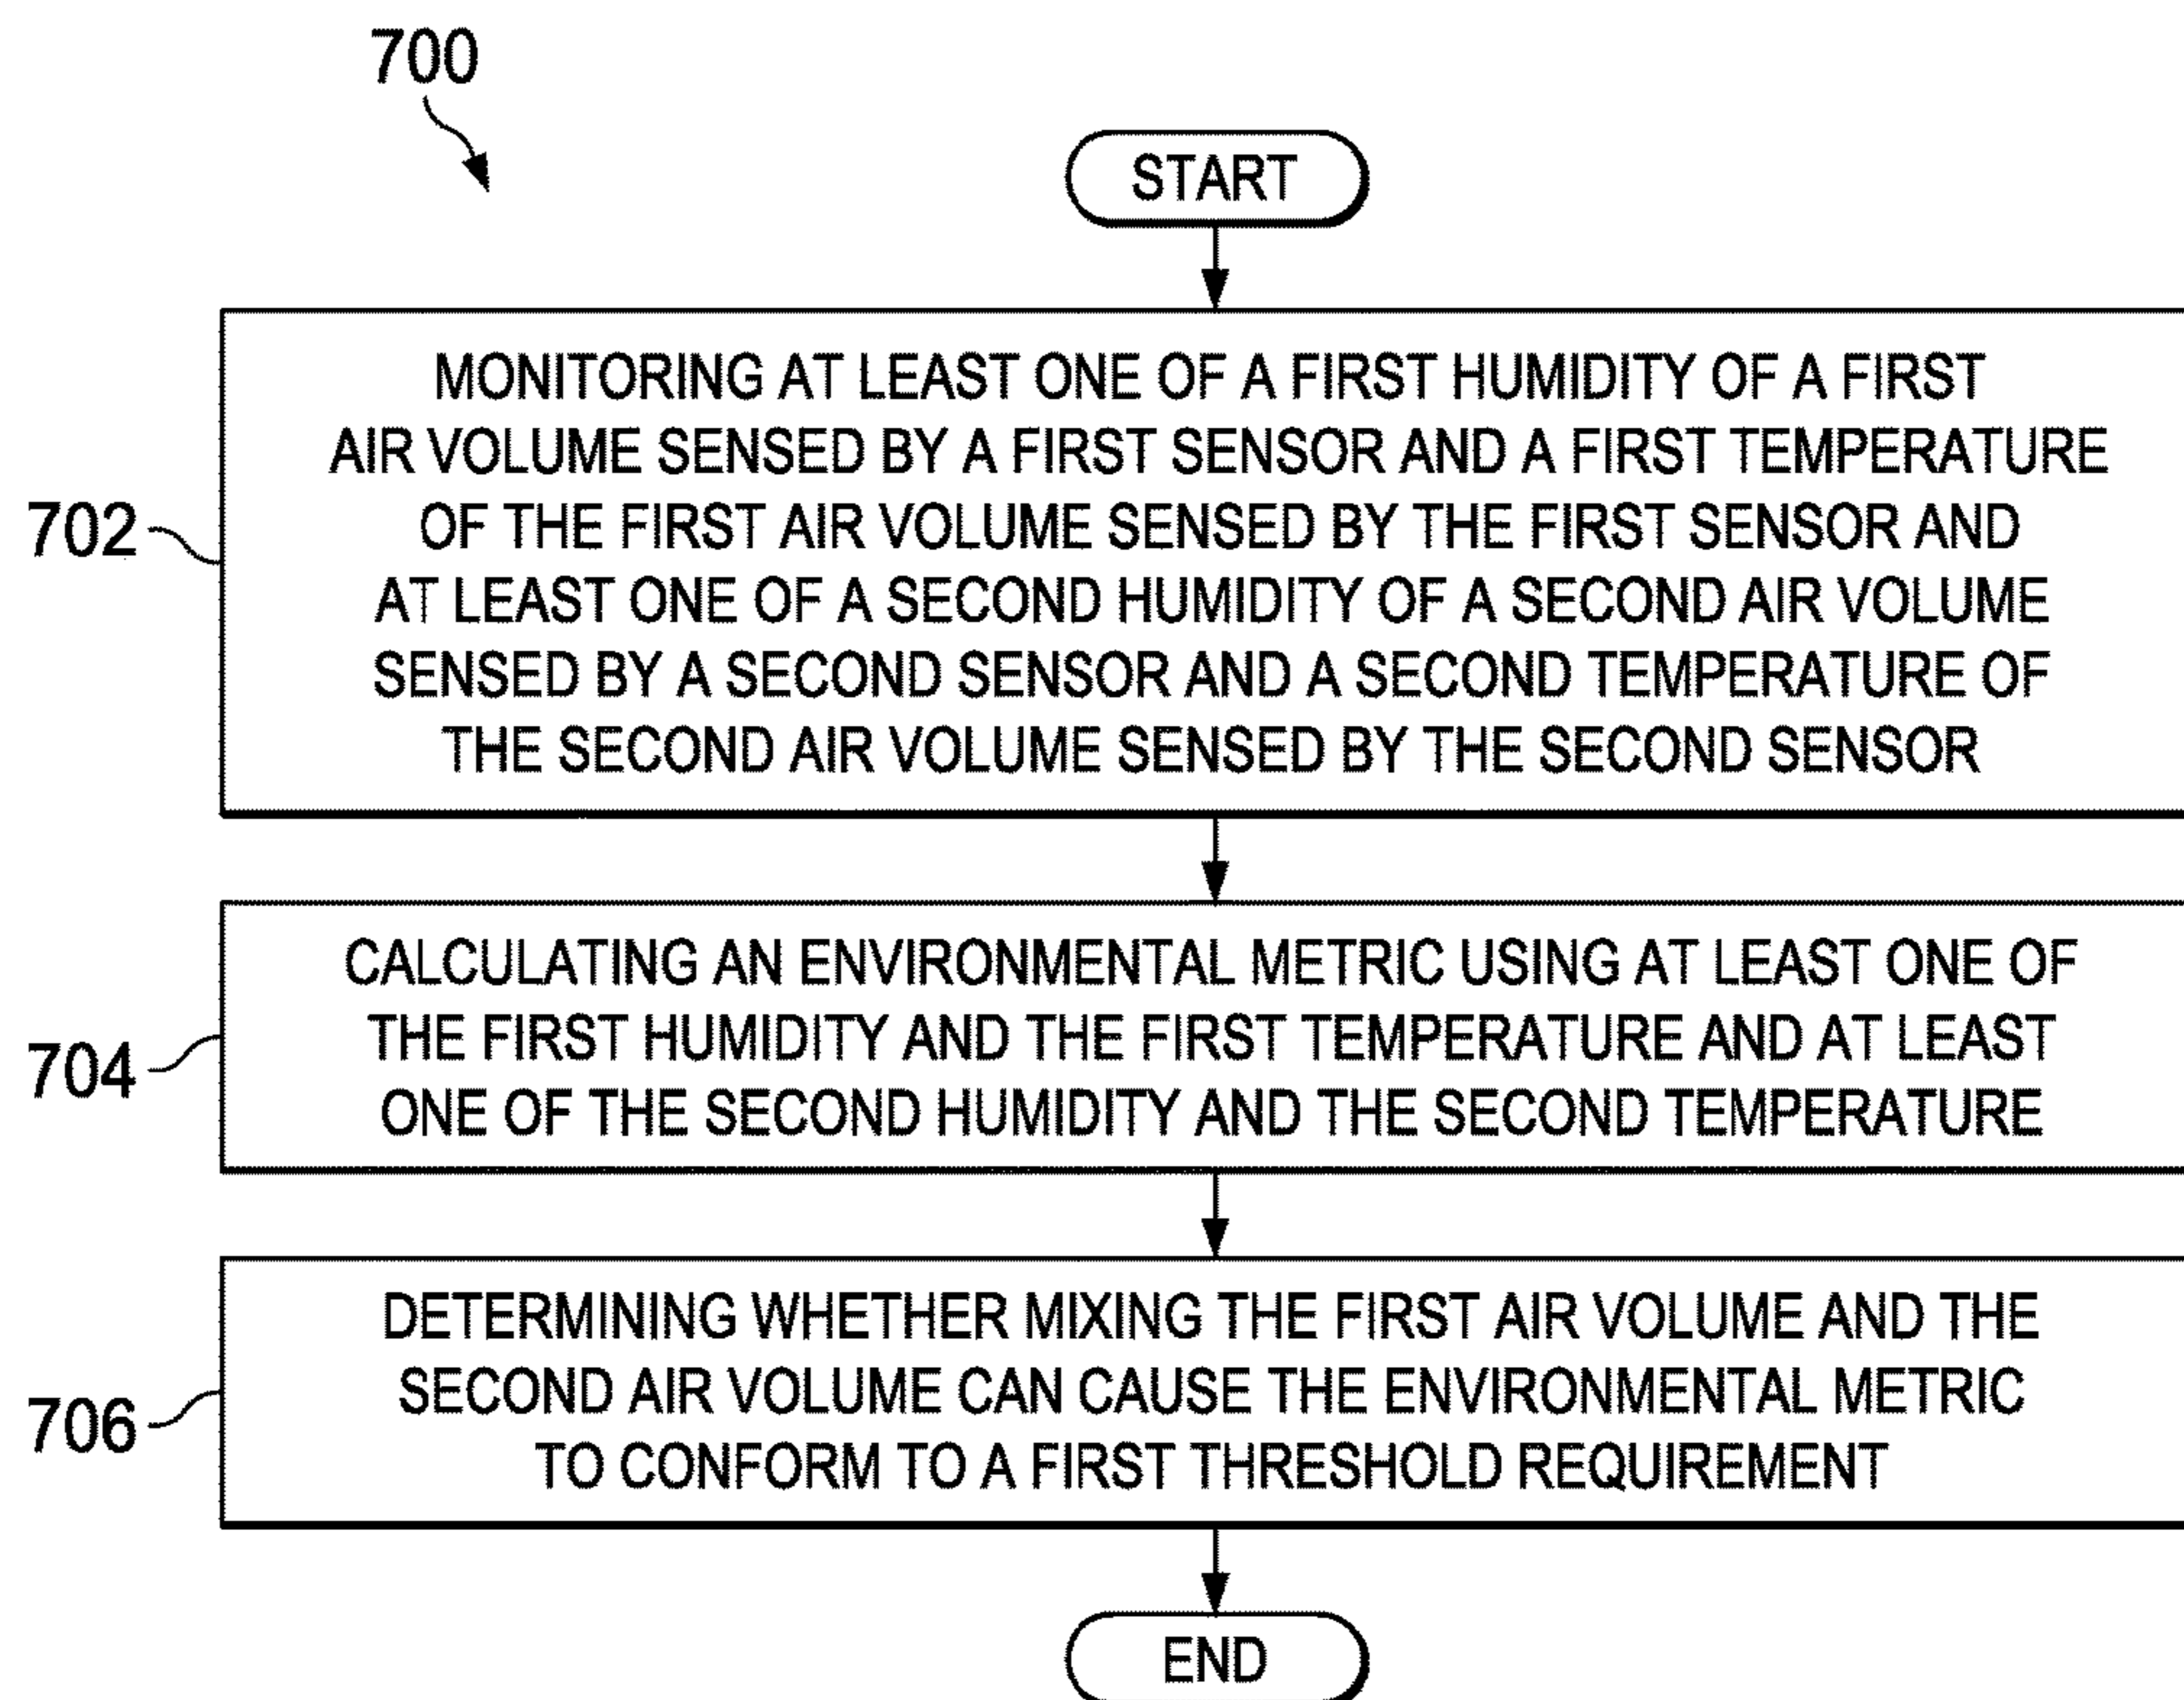 700
START
702
MONITORING AT LEAST ONE OF A FIRST HUMIDITY OF A FIRST
AIR VOLUME SENSED BY A FIRST SENSOR AND A FIRST TEMPERATURE
OF THE FIRST AIR VOLUME SENSED BY THE FIRST SENSOR AND
AT LEAST ONE OF A SECOND HUMIDITY OF A SECOND AIR VOLUME
SENSED BY A SECOND SENSOR AND A SECOND TEMPERATURE OF
THE SECOND AIR VOLUME SENSED BY THE SECOND SENSOR
704
CALCULATING AN ENVIRONMENTAL METRIC USING AT LEAST ONE OF
THE FIRST HUMIDITY AND THE FIRST TEMPERATURE AND AT LEAST
ONE OF THE SECOND HUMIDITY AND THE SECOND TEMPERATURE
706
DETERMINING WHETHER MIXING THE FIRST AIR VOLUME AND THE
SECOND AIR VOLUME CAN CAUSE THE ENVIRONMENTAL METRIC
TO CONFORM TO A FIRST THRESHOLD REQUIREMENT
END